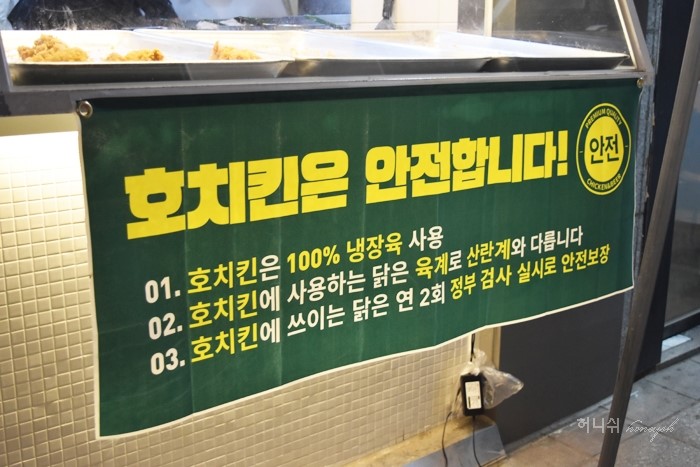 호치킨은 안전합니다!
PREMIUM QUALITY
안전
CHICKEN&BEER
01. 호치킨은 100% 냉장육 사용
02. 호치킨에 사용하는 닭은 육계로 산란계와 다릅니다
03. 호치킨에 쓰이는 닭은 연 2회 정부 검사 실시로 안전보장
허니쉬